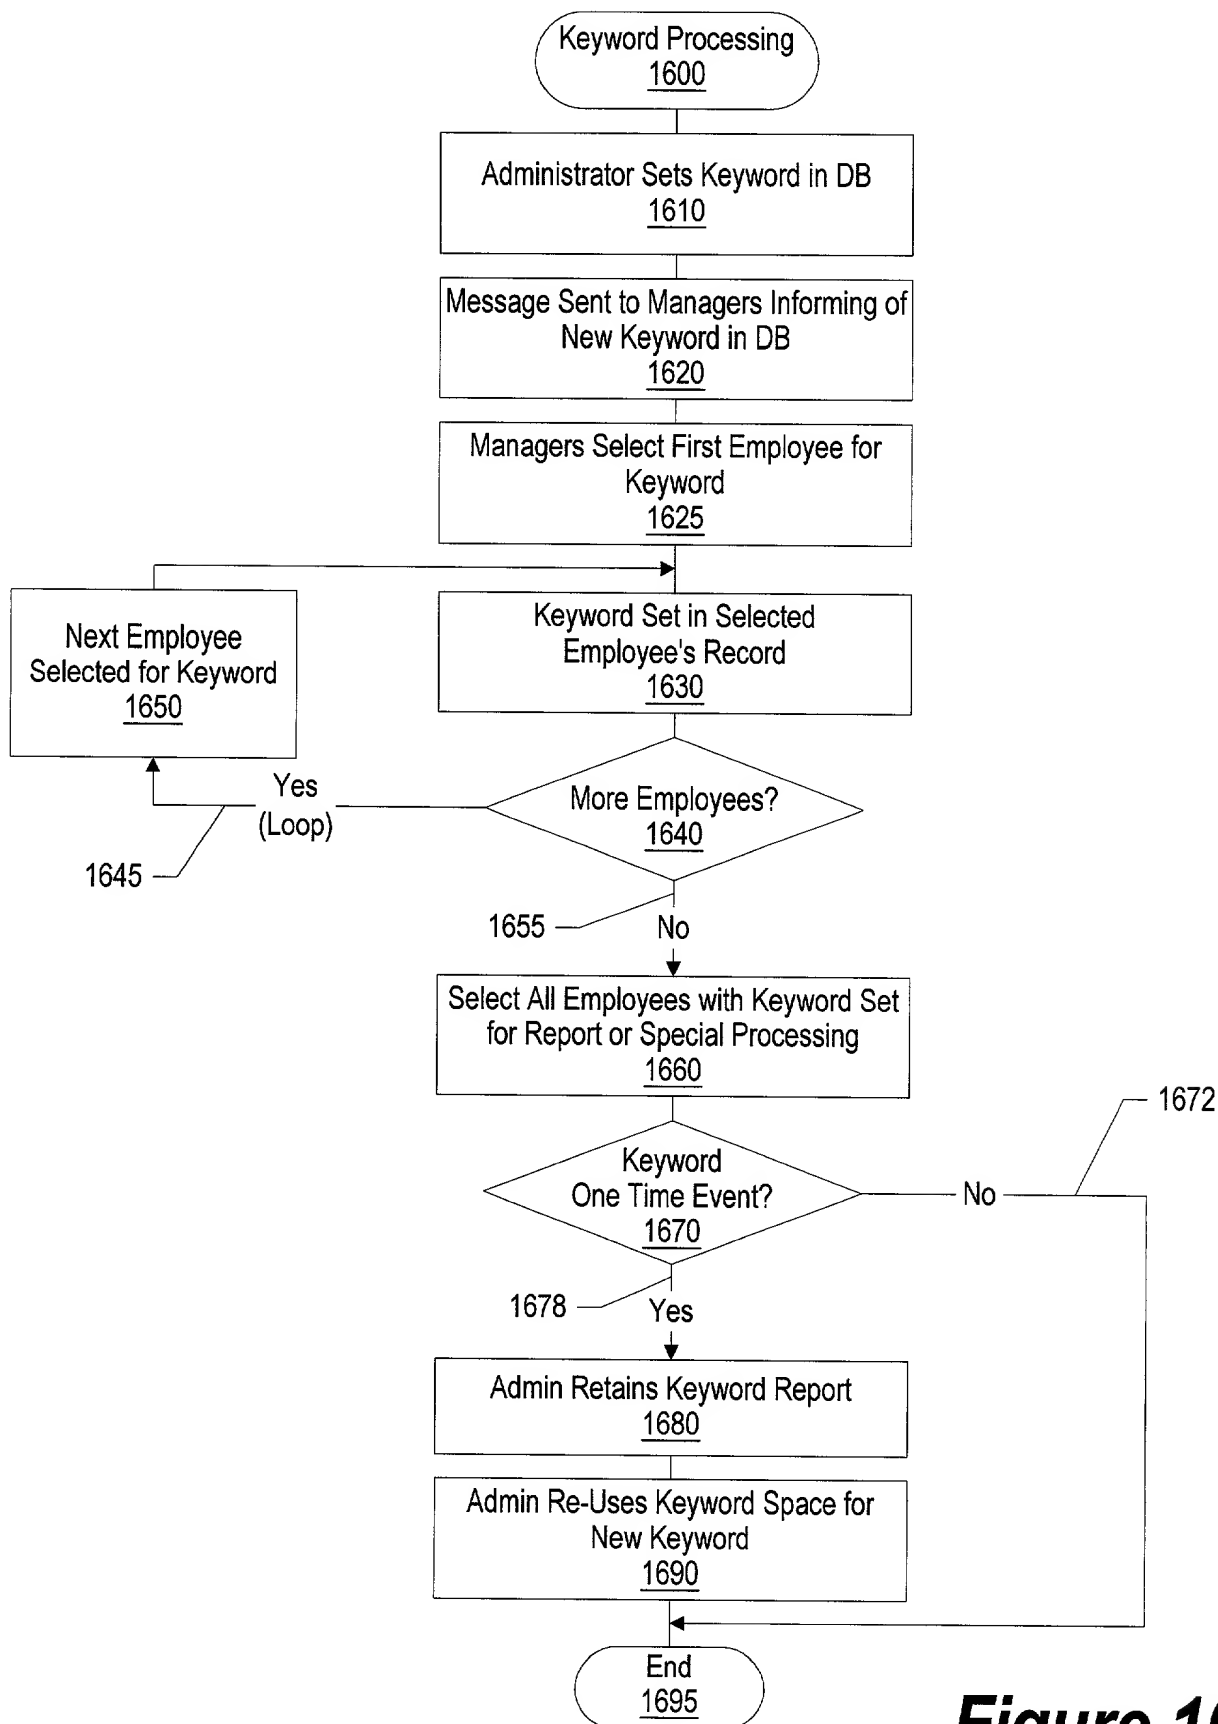 Keyword Processing
1600
Administrator Sets Keyword in DB
1610
Message Sent to Managers Informing of
New Keyword in DB
1620
Managers Select First Employee for
Keyword
1625
Next Employee
Selected for Keyword
1650
Keyword Set in Selected
Employee's Record
1630
Yes
(Loop)
More Employees?
1640
1645
1655
No
Select All Employees with Keyword Set
for Report or Special Processing
1660
1672
Keyword
One Time Event?
1670
No
1678
Yes
Admin Retains Keyword Report
1680
Admin Re-Uses Keyword Space for
New Keyword
1690
End
1695
Figure